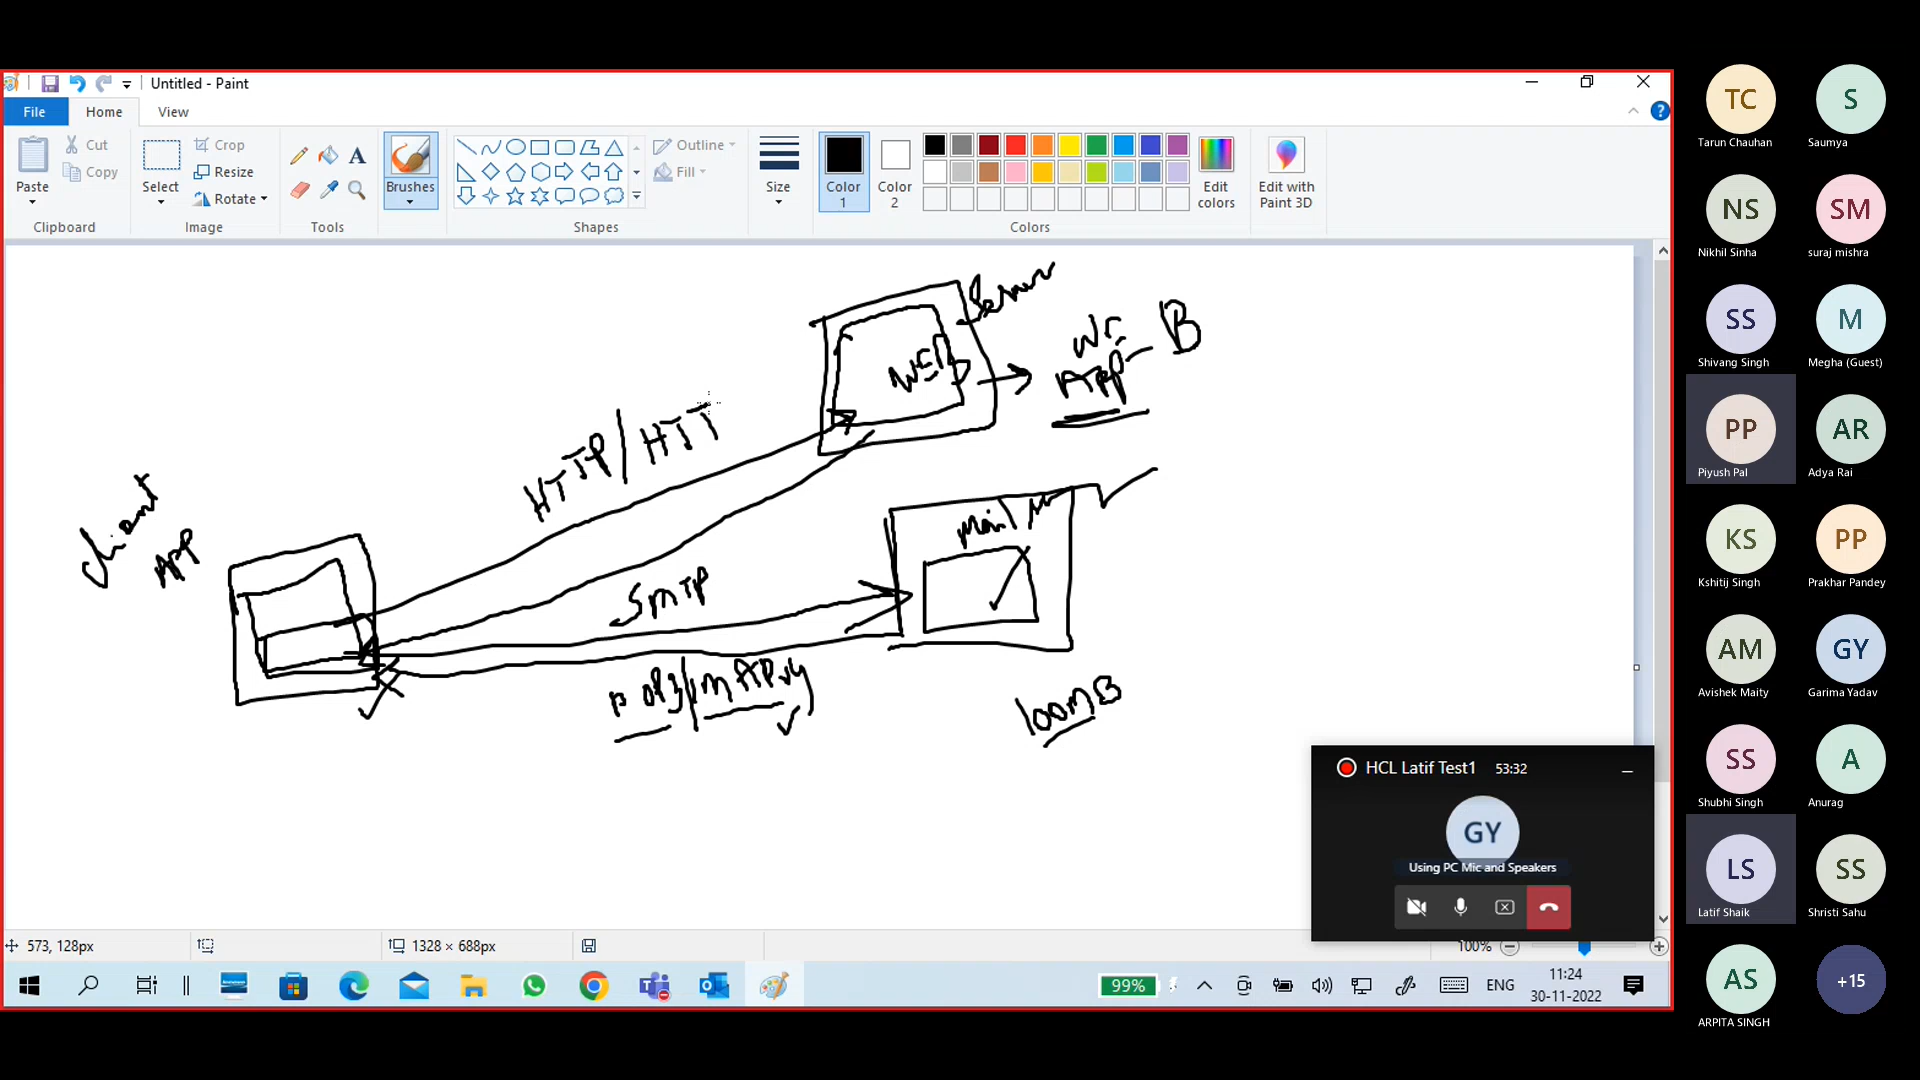 Untitled - Paint
File
Home
View
Paste
Cut
Copy
Clipboard
Select
Crop
Resize
Rotate
Image
A
Tools
Brushes
Shapes
Outline
Fill
Size
Color
1
Color
2
Edit
colors
Edit with
Paint 3D
Colors
Server
WEB
APP
B
HTTP/HTT
Client
APP
Mail
SMTP
POP3/IMAPv4
100MB
HCL Latif Test1
53:32
GY
Using PC Mic and Speakers
573, 128px
1328 × 688px
100%
99%
ENG
11:24
30-11-2022
TC
Tarun Chauhan
S
Saumya
NS
Nikhil Sinha
SM
suraj mishra
SS
Shivang Singh
M
Megha (Guest)
PP
Piyush Pal
AR
Adya Rai
KS
Kshitij Singh
PP
Prakhar Pandey
AM
Avishek Maity
GY
Garima Yadav
SS
Shubhi Singh
A
Anurag
LS
Latif Shaik
SS
Shristi Sahu
AS
ARPITA SINGH
+15